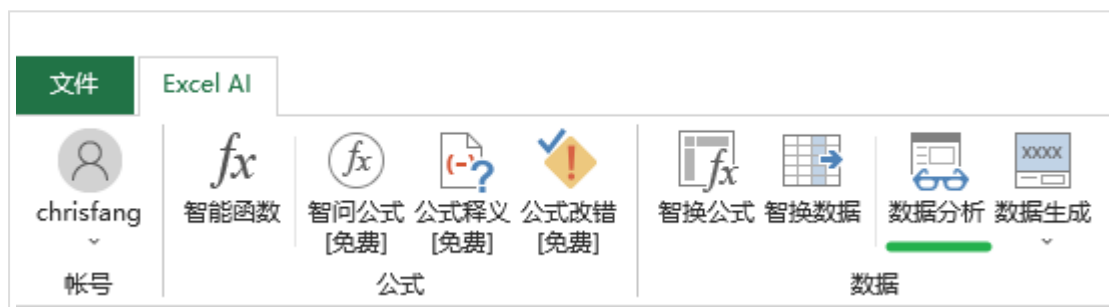 文件
Excel AI
chrisfang
智能函数
智问公式
[免费]
公式释义
[免费]
公式改错
[免费]
智换公式
智换数据
数据分析
XXXX
数据生成
帐号
公式
数据